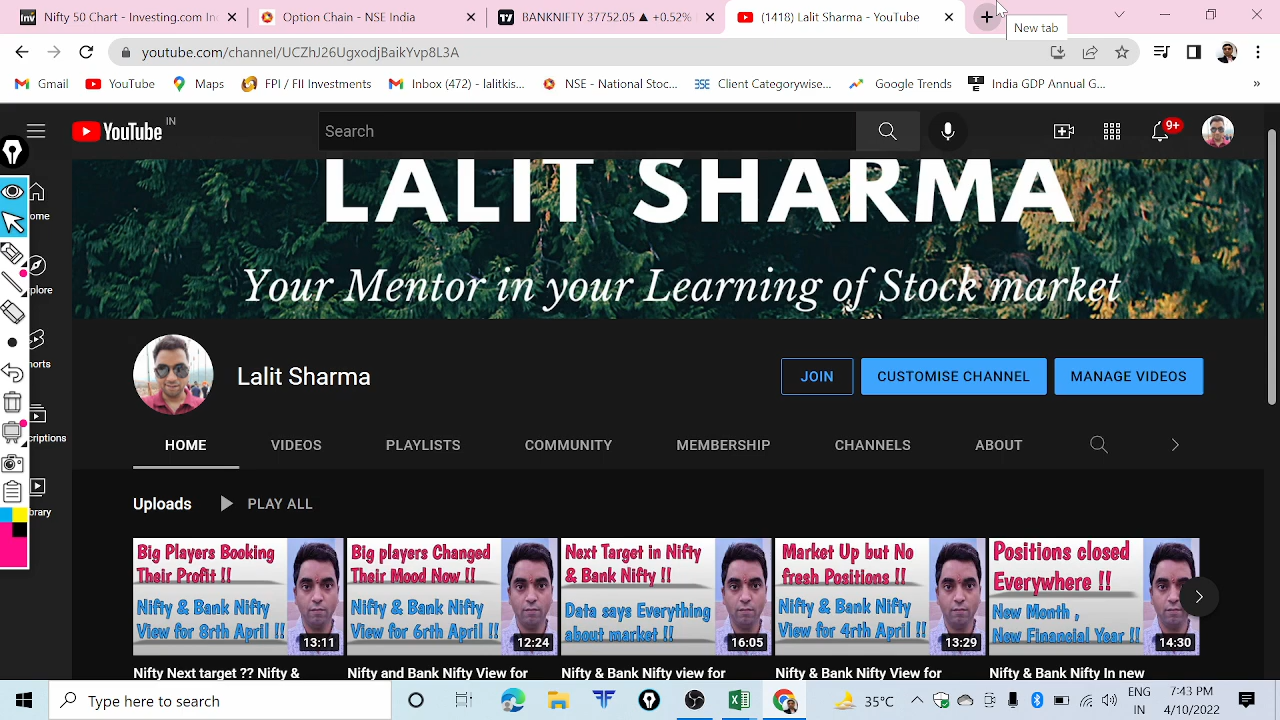 Nifty 50 Chart - Investing.com In
Option Chain - NSE India
BANKNIFTY 37752.05 ▲ +0.52%
(1418) Lalit Sharma - YouTube
New tab
youtube.com/channel/UCZhJ26UgxodjBaikYvp8L3A
Gmail
YouTube
Maps
FPI / FII Investments
Inbox (472) - lalitkis...
NSE - National Stoc...
BSE Client Categorywise...
Google Trends
TE India GDP Annual G...
YouTube IN
Search
9+
LALIT SHARMA
Your Mentor in your Learning of Stock market
ome
plore
orts
criptions
brary
Lalit Sharma
JOIN
CUSTOMISE CHANNEL
MANAGE VIDEOS
HOME
VIDEOS
PLAYLISTS
COMMUNITY
MEMBERSHIP
CHANNELS
ABOUT
Uploads
PLAY ALL
Big Players Booking
Their Profit !!
Nifty & Bank Nifty
View for 8rth April !!
13:11
Big players Changed
Their Mood Now !!
Nifty & Bank Nifty
View for 6rth April !!
12:24
Next Target in Nifty
& Bank Nifty !!
Data says Everything
about market !!
16:05
Market Up but No
fresh Positions !!
Nifty & Bank Nifty
View for 4rth April !!
13:29
Positions closed
Everywhere !!
New Month ,
New Financial Year !!
14:30
Nifty Next target ?? Nifty &
Nifty and Bank Nifty View for
Nifty & Bank Nifty view for
Nifty & Bank Nifty View for
Nifty & Bank Nifty In new
Type here to search
35°C
ENG
IN
7:43 PM
4/10/2022